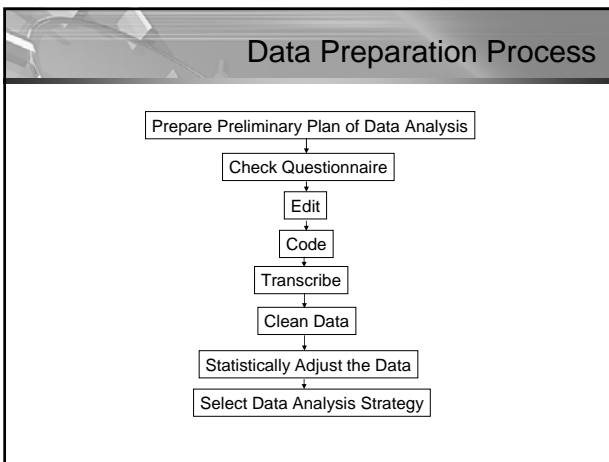 Data Preparation Process
Prepare Preliminary Plan of Data Analysis
Check Questionnaire
Edit
Code
Transcribe
Clean Data
Statistically Adjust the Data
Select Data Analysis Strategy